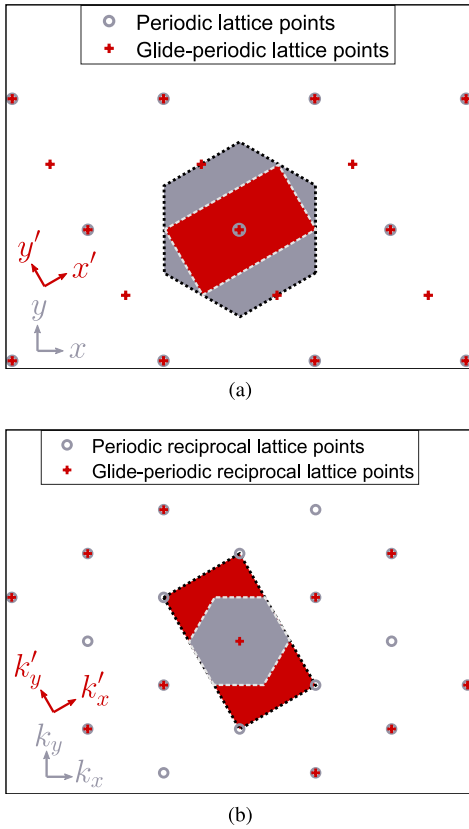 Periodic lattice points
Glide-periodic lattice points
y′
x′
y
x
(a)
Periodic reciprocal lattice points
Glide-periodic reciprocal lattice points
k′y
k′x
ky
kx
(b)